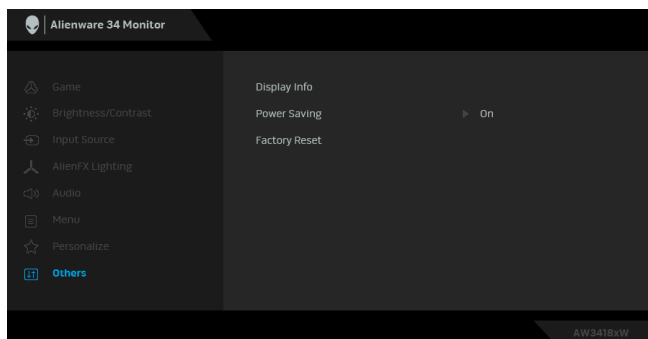 Alienware 34 Monitor
Game
Display Info
Brightness/Contrast
Power Saving
On
Input Source
Factory Reset
AlienFX Lighting
Audio
Menu
Personalize
Others
AW3418xW